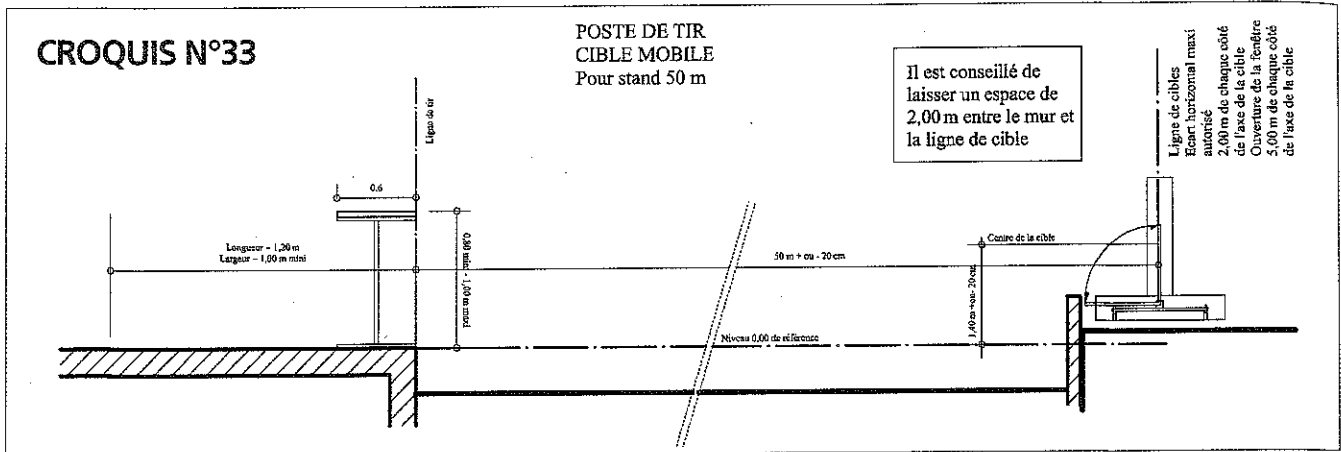 CROQUIS N°33
POSTE DE TIR
CIBLE MOBILE
Pour stand 50 m
Il est conseillé de
laisser un espace de
2,00 m entre le mur et
la ligne de cible
Ligne de cibles
Ecart horizontal maxi
autorisé
2,00 m de chaque côté
de l'axe de la cible
Ouverture de la fenêtre
5,00 m de chaque côté
de l'axe de la cible
Ligne de tir
0.6
Longueur - 1,20 m
Largeur - 1,00 m mini
0,80 mini - 1,00 m maxi
50 m + ou - 20 cm
Centre de la cible
1,40 m +ou- 20 cm
Niveau 0,00 de référence